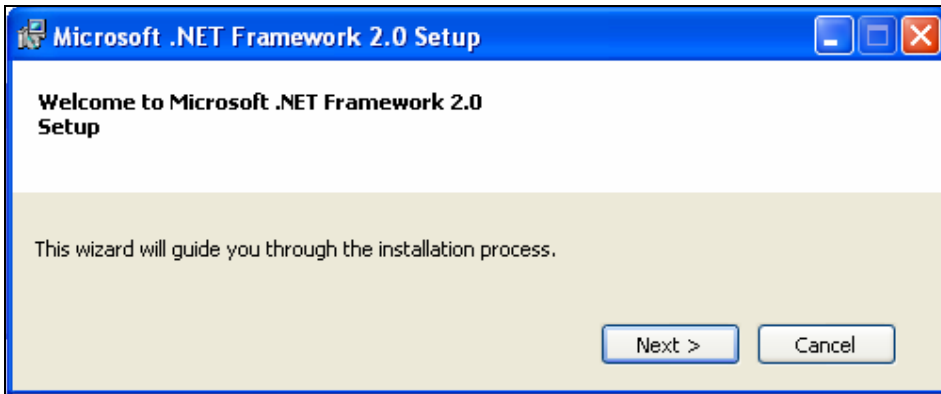 Microsoft .NET Framework 2.0 Setup
Welcome to Microsoft .NET Framework 2.0
Setup
This wizard will guide you through the installation process.
Next >
Cancel